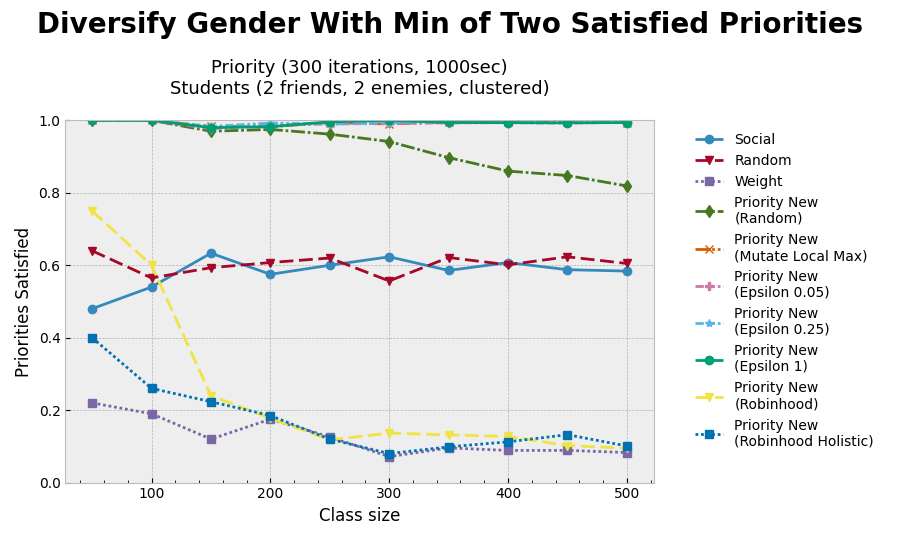 Diversify Gender With Min of Two Satisfied Priorities
Priority (300 iterations, 1000sec)
Students (2 friends, 2 enemies, clustered)
1.0
0.8
0.6
0.4
0.2
0.0
Priorities Satisfied
100
200
300
400
500
Class size
Social
Random
Weight
Priority New
(Random)
Priority New
(Mutate Local Max)
Priority New
(Epsilon 0.05)
Priority New
(Epsilon 0.25)
Priority New
(Epsilon 1)
Priority New
(Robinhood)
Priority New
(Robinhood Holistic)